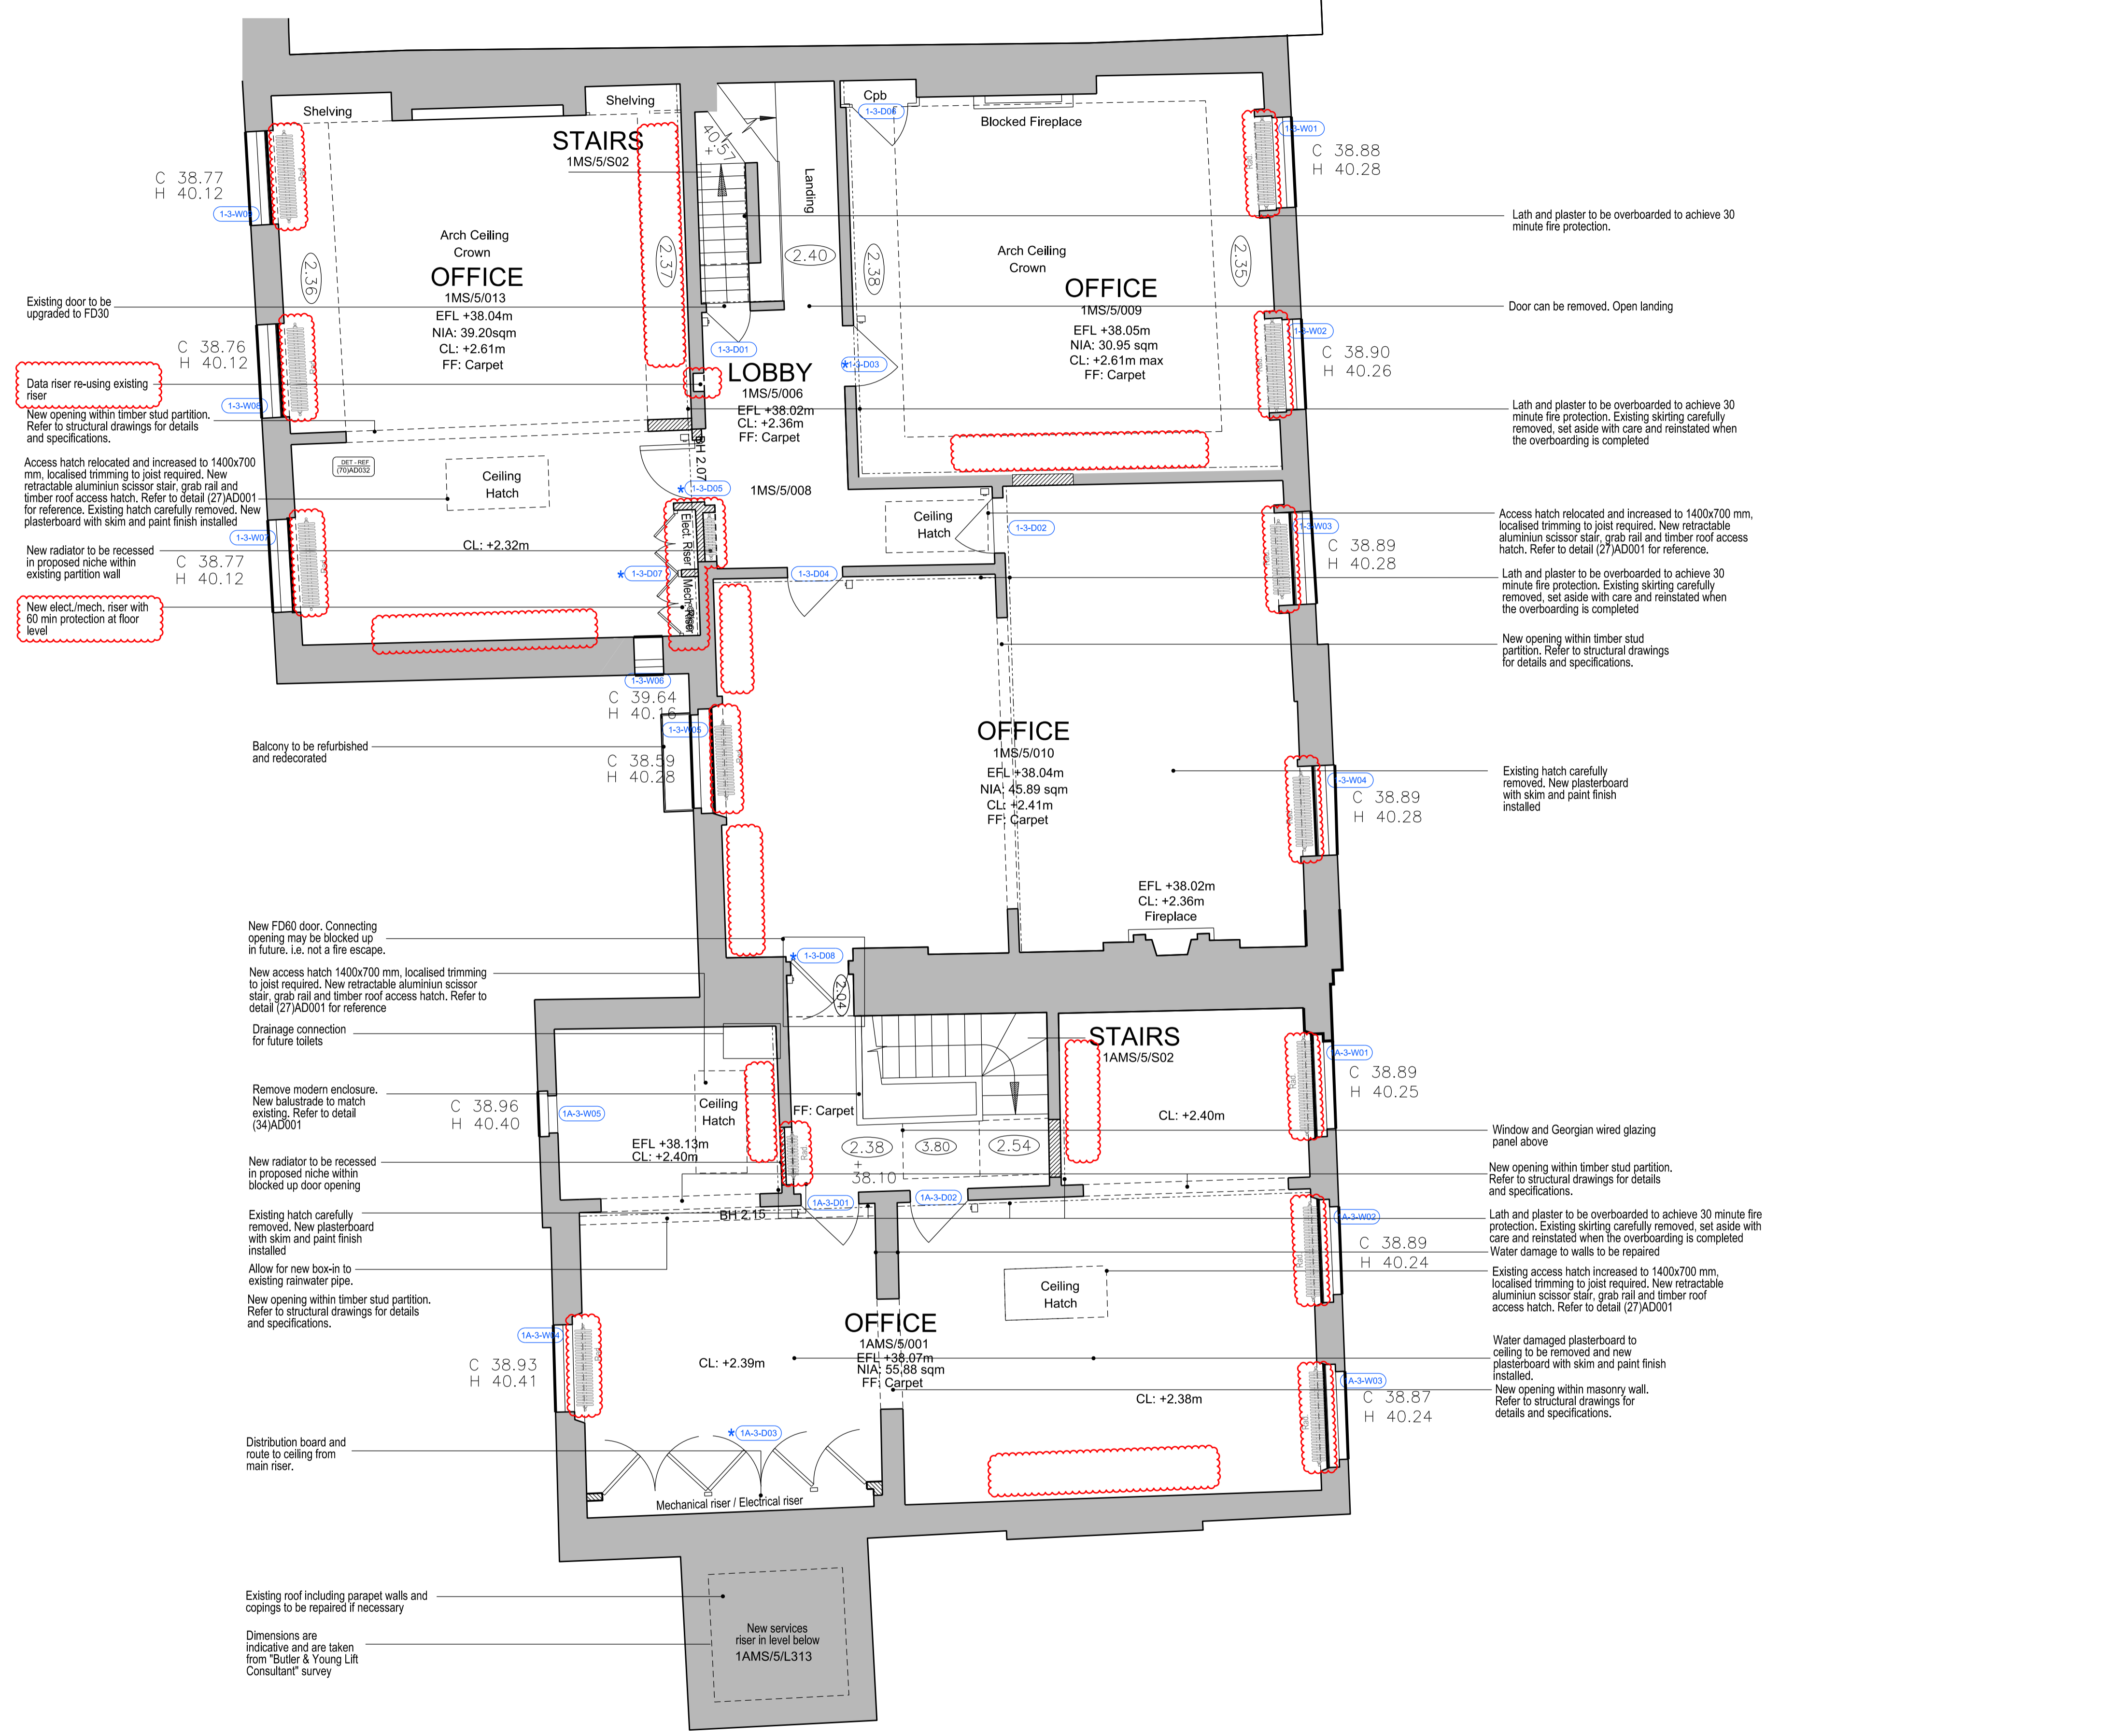 Shelving
Shelving
STAIRS
1MS/5/S02
40.57
+
Landing
Cpb
1-3-D06
Blocked Fireplace
1-3-W01
C 38.88
H 40.28
C 38.77
H 40.12
1-3-W09
Rad.
Rad.
Arch Ceiling
Crown
OFFICE
1MS/5/013
EFL +38.04m
NIA: 39.20sqm
CL: +2.61m
FF: Carpet
2.36
2.37
2.40
2.38
2.35
Arch Ceiling
Crown
OFFICE
1MS/5/009
EFL +38.05m
NIA: 30.95 sqm
CL: +2.61m max
FF: Carpet
Lath and plaster to be overboarded to achieve 30
minute fire protection.
Existing door to be
upgraded to FD30
Door can be removed. Open landing
C 38.76
H 40.12
1-3-W08
Rad.
1-3-D01
*1-3-D03
1-3-W02
C 38.90
H 40.26
Rad.
Data riser re-using existing
riser
LOBBY
1MS/5/006
EFL +38.02m
CL: +2.36m
FF: Carpet
New opening within timber stud partition.
Refer to structural drawings for details
and specifications.
Lath and plaster to be overboarded to achieve 30
minute fire protection. Existing skirting carefully
removed, set aside with care and reinstated when
the overboarding is completed
Access hatch relocated and increased to 1400x700
mm, localised trimming to joist required. New
retractable aluminiun scissor stair, grab rail and
timber roof access hatch. Refer to detail (27)AD001
for reference. Existing hatch carefully removed. New
plasterboard with skim and paint finish installed
DET - REF
(70)AD032
Ceiling
Hatch
BH 2.07
* 1-3-D05
1MS/5/008
Ceiling
Hatch
1-3-D02
1-3-W03
C 38.89
H 40.28
Access hatch relocated and increased to 1400x700 mm,
localised trimming to joist required. New retractable
aluminiun scissor stair, grab rail and timber roof access
hatch. Refer to detail (27)AD001 for reference.
1-3-W07
C 38.77
H 40.12
Rad.
CL: +2.32m
Elect. Riser
Mech. Riser
New radiator to be recessed
in proposed niche within
existing partition wall
* 1-3-D07
1-3-D04
Lath and plaster to be overboarded to achieve 30
minute fire protection. Existing skirting carefully
removed, set aside with care and reinstated when
the overboarding is completed
New elect./mech. riser with
60 min protection at floor
level
New opening within timber stud
partition. Refer to structural drawings
for details and specifications.
1-3-W06
C 39.64
H 40.16
1-3-W05
C 38.59
H 40.28
Rad.
Balcony to be refurbished
and redecorated
OFFICE
1MS/5/010
EFL +38.04m
NIA: 45.89 sqm
CL: +2.41m
FF: Carpet
1-3-W04
C 38.89
H 40.28
Existing hatch carefully
removed. New plasterboard
with skim and paint finish
installed
EFL +38.02m
CL: +2.36m
Fireplace
New FD60 door. Connecting
opening may be blocked up
in future. i.e. not a fire escape.
* 1-3-D08
2.04
New access hatch 1400x700 mm, localised trimming
to joist required. New retractable aluminiun scissor
stair, grab rail and timber roof access hatch. Refer to
detail (27)AD001 for reference
Drainage connection
for future toilets
STAIRS
1AMS/5/S02
1A-3-W01
C 38.89
H 40.25
Rad.
Remove modern enclosure.
New balustrade to match
existing. Refer to detail
(34)AD001
C 38.96
H 40.40
1A-3-W05
Ceiling
Hatch
FF: Carpet
CL: +2.40m
EFL +38.13m
CL: +2.40m
Rad.
2.38
+
38.10
3.80
2.54
Window and Georgian wired glazing
panel above
New radiator to be recessed
in proposed niche within
blocked up door opening
New opening within timber stud partition.
Refer to structural drawings for details
and specifications.
1A-3-D01
1A-3-D02
BH 2.15
Existing hatch carefully
removed. New plasterboard
with skim and paint finish
installed
1A-3-W02
C 38.89
H 40.24
Rad.
Lath and plaster to be overboarded to achieve 30 minute fire
protection. Existing skirting carefully removed, set aside with
care and reinstated when the overboarding is completed
Water damage to walls to be repaired
Allow for new box-in to
existing rainwater pipe.
Existing access hatch increased to 1400x700 mm,
localised trimming to joist required. New retractable
aluminiun scissor stair, grab rail and timber roof
access hatch. Refer to detail (27)AD001
Ceiling
Hatch
New opening within timber stud partition.
Refer to structural drawings for details
and specifications.
1A-3-W04
C 38.93
H 40.41
Rad.
CL: +2.39m
OFFICE
1AMS/5/001
EFL +38.07m
NIA: 55.88 sqm
FF: Carpet
Water damaged plasterboard to
ceiling to be removed and new
plasterboard with skim and paint finish
installed.
1A-3-W03
C 38.87
H 40.24
Rad.
CL: +2.38m
New opening within masonry wall.
Refer to structural drawings for
details and specifications.
* 1A-3-D03
Distribution board and
route to ceiling from
main riser.
Mechanical riser / Electrical riser
Existing roof including parapet walls and
copings to be repaired if necessary
Dimensions are
indicative and are taken
from "Butler & Young Lift
Consultant" survey
New services
riser in level below
1AMS/5/L313